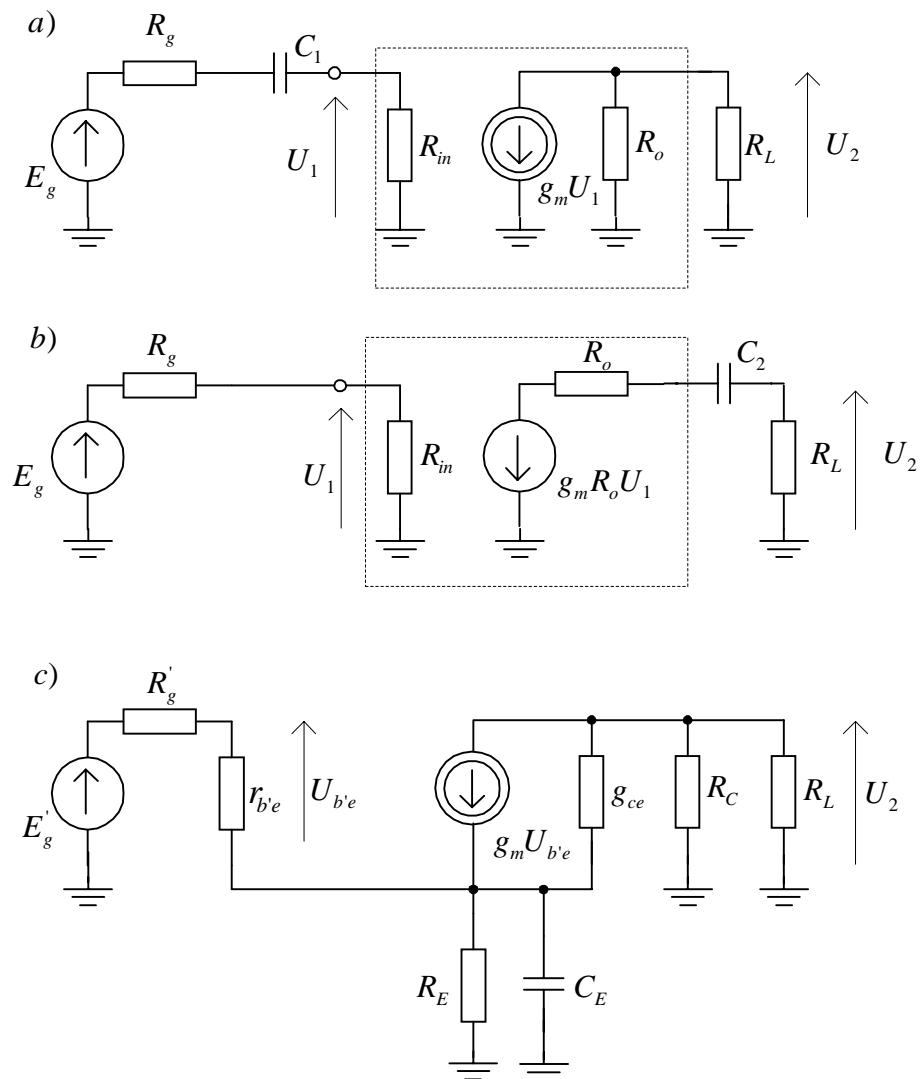 a)
R_g
C_1
E_g
U_1
R_in
g_m U_1
R_o
R_L
U_2
b)
R_g
E_g
U_1
R_in
R_o
g_m R_o U_1
C_2
R_L
U_2
c)
R'_g
E'_g
r_b'e
U_b'e
g_m U_b'e
g_ce
R_C
R_L
U_2
R_E
C_E